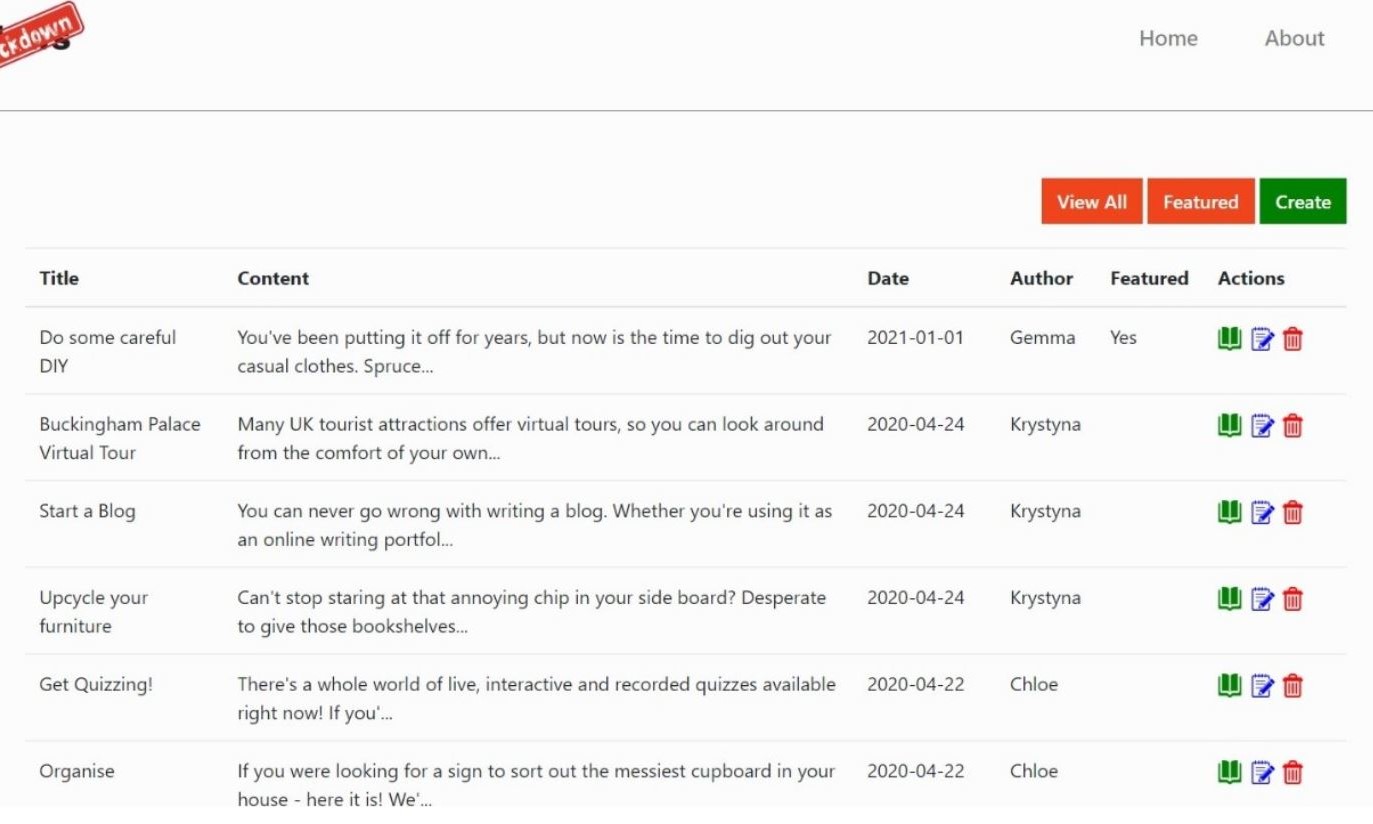 Home About
View All Featured Create
Title Content Date Author Featured Actions
Do some careful You've been putting it off for years, but now is the time to dig out your 2021-01-01 Gemma Yes
DIY casual clothes. Spruce...
Buckingham Palace Many UK tourist attractions offer virtual tours, so you can look around 2020-04-24 Krystyna
Virtual Tour from the comfort of your own...
Start a Blog You can never go wrong with writing a blog. Whether you're using it as 2020-04-24 Krystyna
an online writing portfol...
Upcycle your Can't stop staring at that annoying chip in your side board? Desperate 2020-04-24 Krystyna
furniture to give those bookshelves...
Get Quizzing! There's a whole world of live, interactive and recorded quizzes available 2020-04-22 Chloe
right now! If you'...
Organise If you were looking for a sign to sort out the messiest cupboard in your 2020-04-22 Chloe
house - here it is! We'...